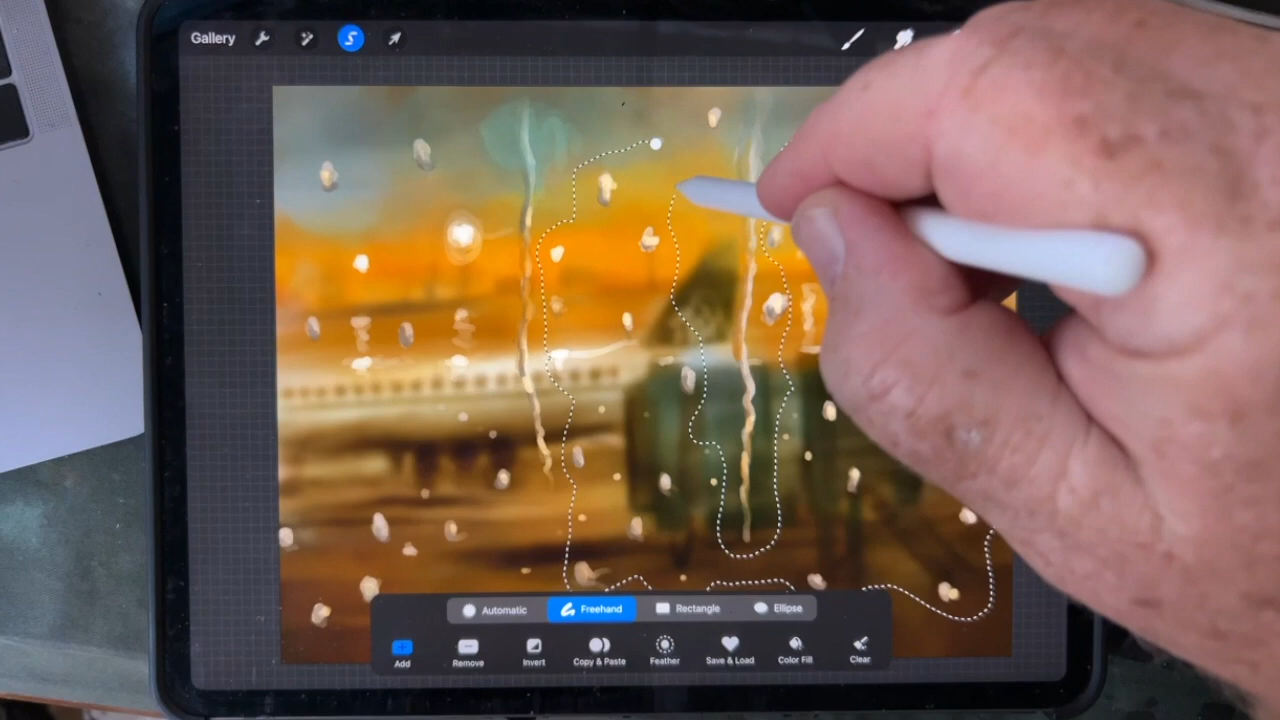 Gallery
Automatic Freehand Rectangle Ellipse
Add Remove Invert Copy & Paste Feather Save & Load Color Fill Clear